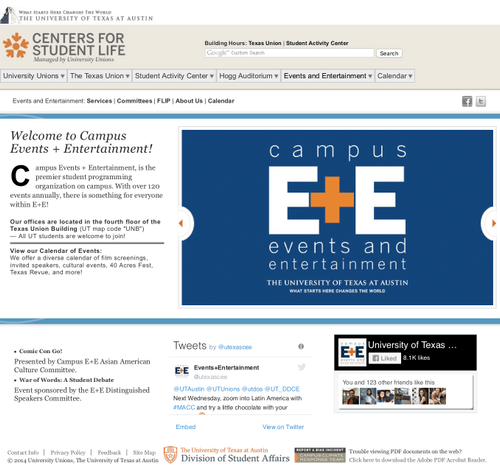 WHAT STARTS HERE CHANGES THE WORLD
THE UNIVERSITY OF TEXAS AT AUSTIN
CENTERS FOR
STUDENT LIFE
Managed by University Unions
Building Hours: Texas Union | Student Activity Center
Google Custom Search
Search
University Unions
The Texas Union
Student Activity Center
Hogg Auditorium
Events and Entertainment
Calendar
Events and Entertainment: Services | Committees | FLIP | About Us | Calendar
Welcome to Campus
Events + Entertainment!
Campus Events + Entertainment, is the
premier student programming
organization on campus. With over 120
events annually, there is something for everyone
within E+E!
Our offices are located in the fourth floor of the
Texas Union Building (UT map code "UNB")
— All UT students are welcome to join!
View our Calendar of Events:
We offer a diverse calendar of film screenings,
invited speakers, cultural events, 40 Acres Fest,
Texas Revue, and more!
campus
E+E
events and
entertainment
THE UNIVERSITY OF TEXAS AT AUSTIN
WHAT STARTS HERE CHANGES THE WORLD
• Comic Con Go!
Presented by Campus E+E Asian American
Culture Committee.
• War of Words: A Student Debate
Event sponsored by the E+E Distinguished
Speakers Committee.
Tweets by @utexascee
Events+Entertainment
@utexascee
@UTAustin @UTUnions @utdos @UT_DDCE
Next Wednesday, zoom into Latin America with
#MACC and try a little chocolate with your
Embed
View on Twitter
E+E
University of Texas ...
Liked
8.1K likes
You and 123 other friends like this
Contact Info | Privacy Policy | Feedback | Site Map
© 2014 University Unions, The University of Texas at Austin
The University of Texas at Austin
Division of Student Affairs
REPORT A BIAS INCIDENT
CAMPUS CLIMATE
RESPONSE TEAM
Trouble viewing PDF documents on the web?
Click here to download the Adobe PDF Acrobat Reader.